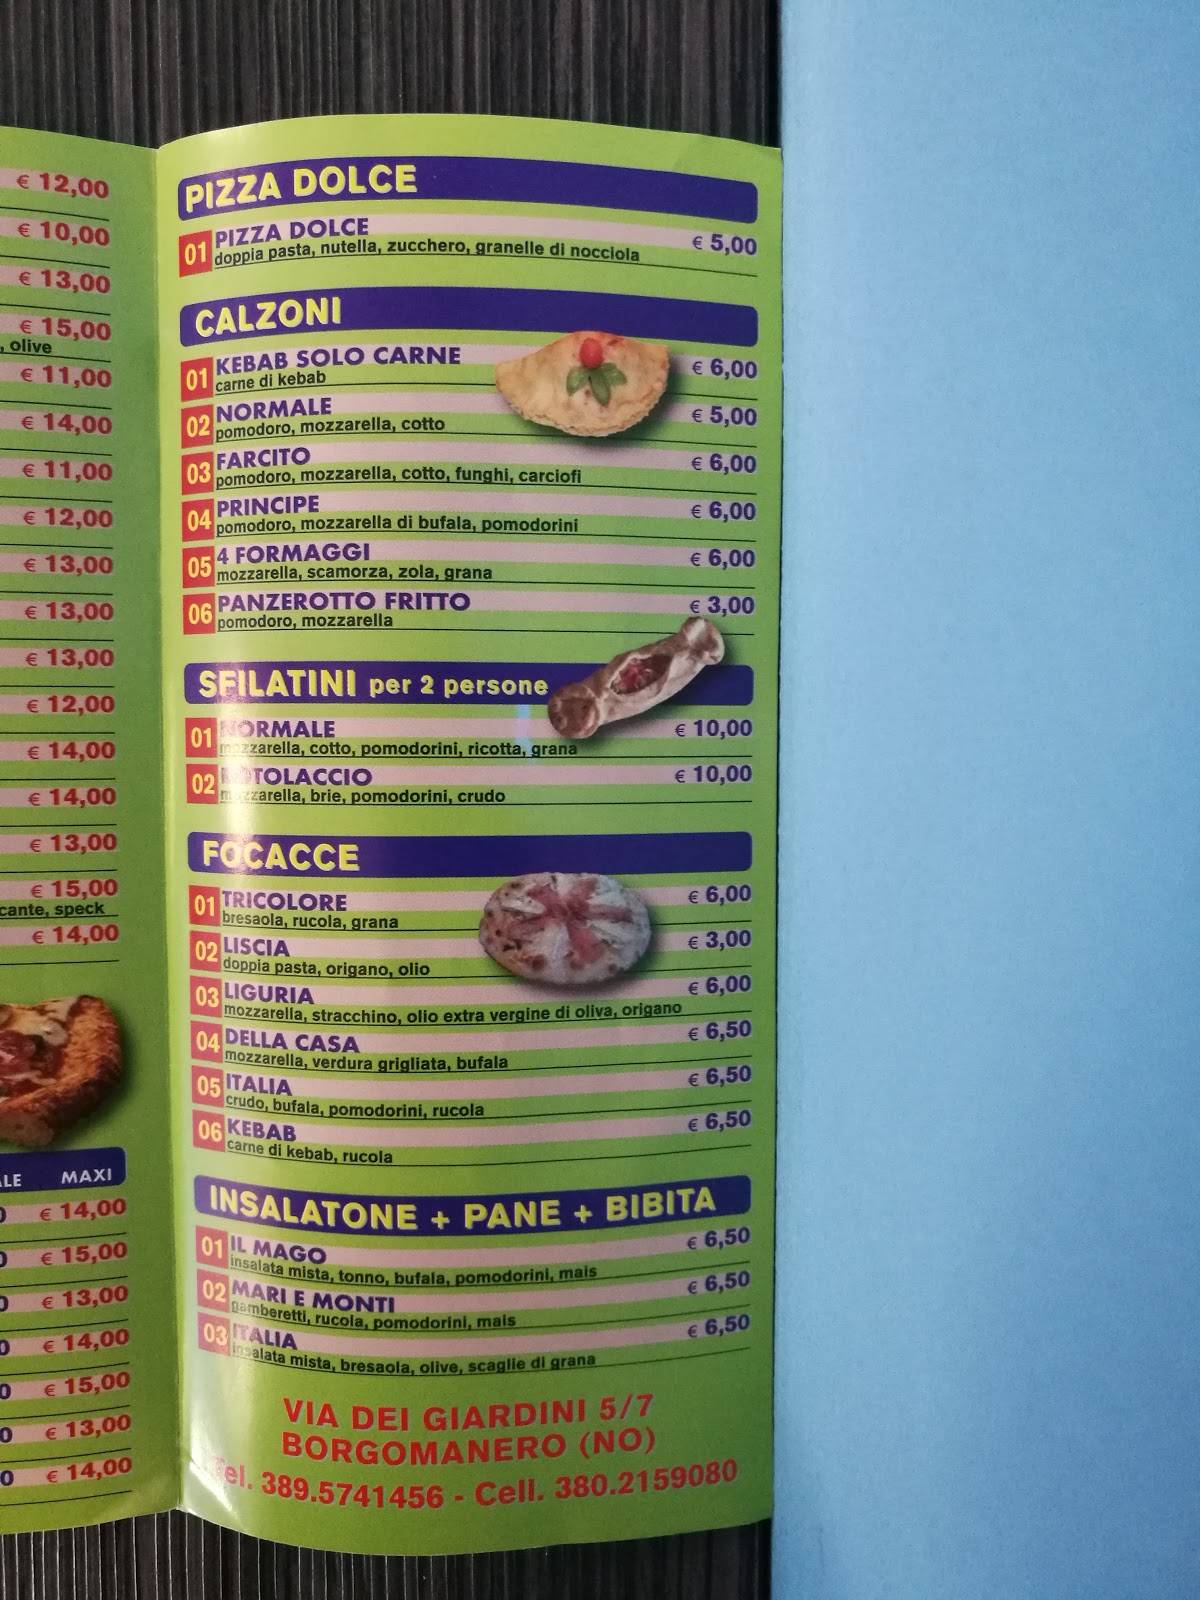 € 12,00
€ 10,00
€ 13,00
€ 15,00
, olive
€ 11,00
€ 14,00
€ 11,00
€ 12,00
€ 13,00
€ 13,00
€ 13,00
€ 12,00
€ 14,00
€ 14,00
€ 13,00
€ 15,00
cante, speck
€ 14,00
LE MAXI
0 € 14,00
0 € 15,00
0 € 13,00
0 € 14,00
0 € 15,00
0 € 13,00
0 € 14,00
PIZZA DOLCE
01 PIZZA DOLCE € 5,00
doppia pasta, nutella, zucchero, granelle di nocciola
CALZONI
01 KEBAB SOLO CARNE € 6,00
carne di kebab
02 NORMALE € 5,00
pomodoro, mozzarella, cotto
03 FARCITO € 6,00
pomodoro, mozzarella, cotto, funghi, carciofi
04 PRINCIPE € 6,00
pomodoro, mozzarella di bufala, pomodorini
05 4 FORMAGGI € 6,00
mozzarella, scamorza, zola, grana
06 PANZEROTTO FRITTO € 3,00
pomodoro, mozzarella
SFILATINI per 2 persone
01 NORMALE € 10,00
mozzarella, cotto, pomodorini, ricotta, grana
02 ROTOLACCIO € 10,00
mozzarella, brie, pomodorini, crudo
FOCACCE
01 TRICOLORE € 6,00
bresaola, rucola, grana
02 LISCIA € 3,00
doppia pasta, origano, olio
03 LIGURIA € 6,00
mozzarella, stracchino, olio extra vergine di oliva, origano
04 DELLA CASA € 6,50
mozzarella, verdura grigliata, bufala
05 ITALIA € 6,50
crudo, bufala, pomodorini, rucola
06 KEBAB € 6,50
carne di kebab, rucola
INSALATONE + PANE + BIBITA
01 IL MAGO € 6,50
insalata mista, tonno, bufala, pomodorini, mais
02 MARI E MONTI € 6,50
gamberetti, rucola, pomodorini, mais
03 ITALIA € 6,50
insalata mista, bresaola, olive, scaglie di grana
VIA DEI GIARDINI 5/7
BORGOMANERO (NO)
Tel. 389.5741456 - Cell. 380.2159080